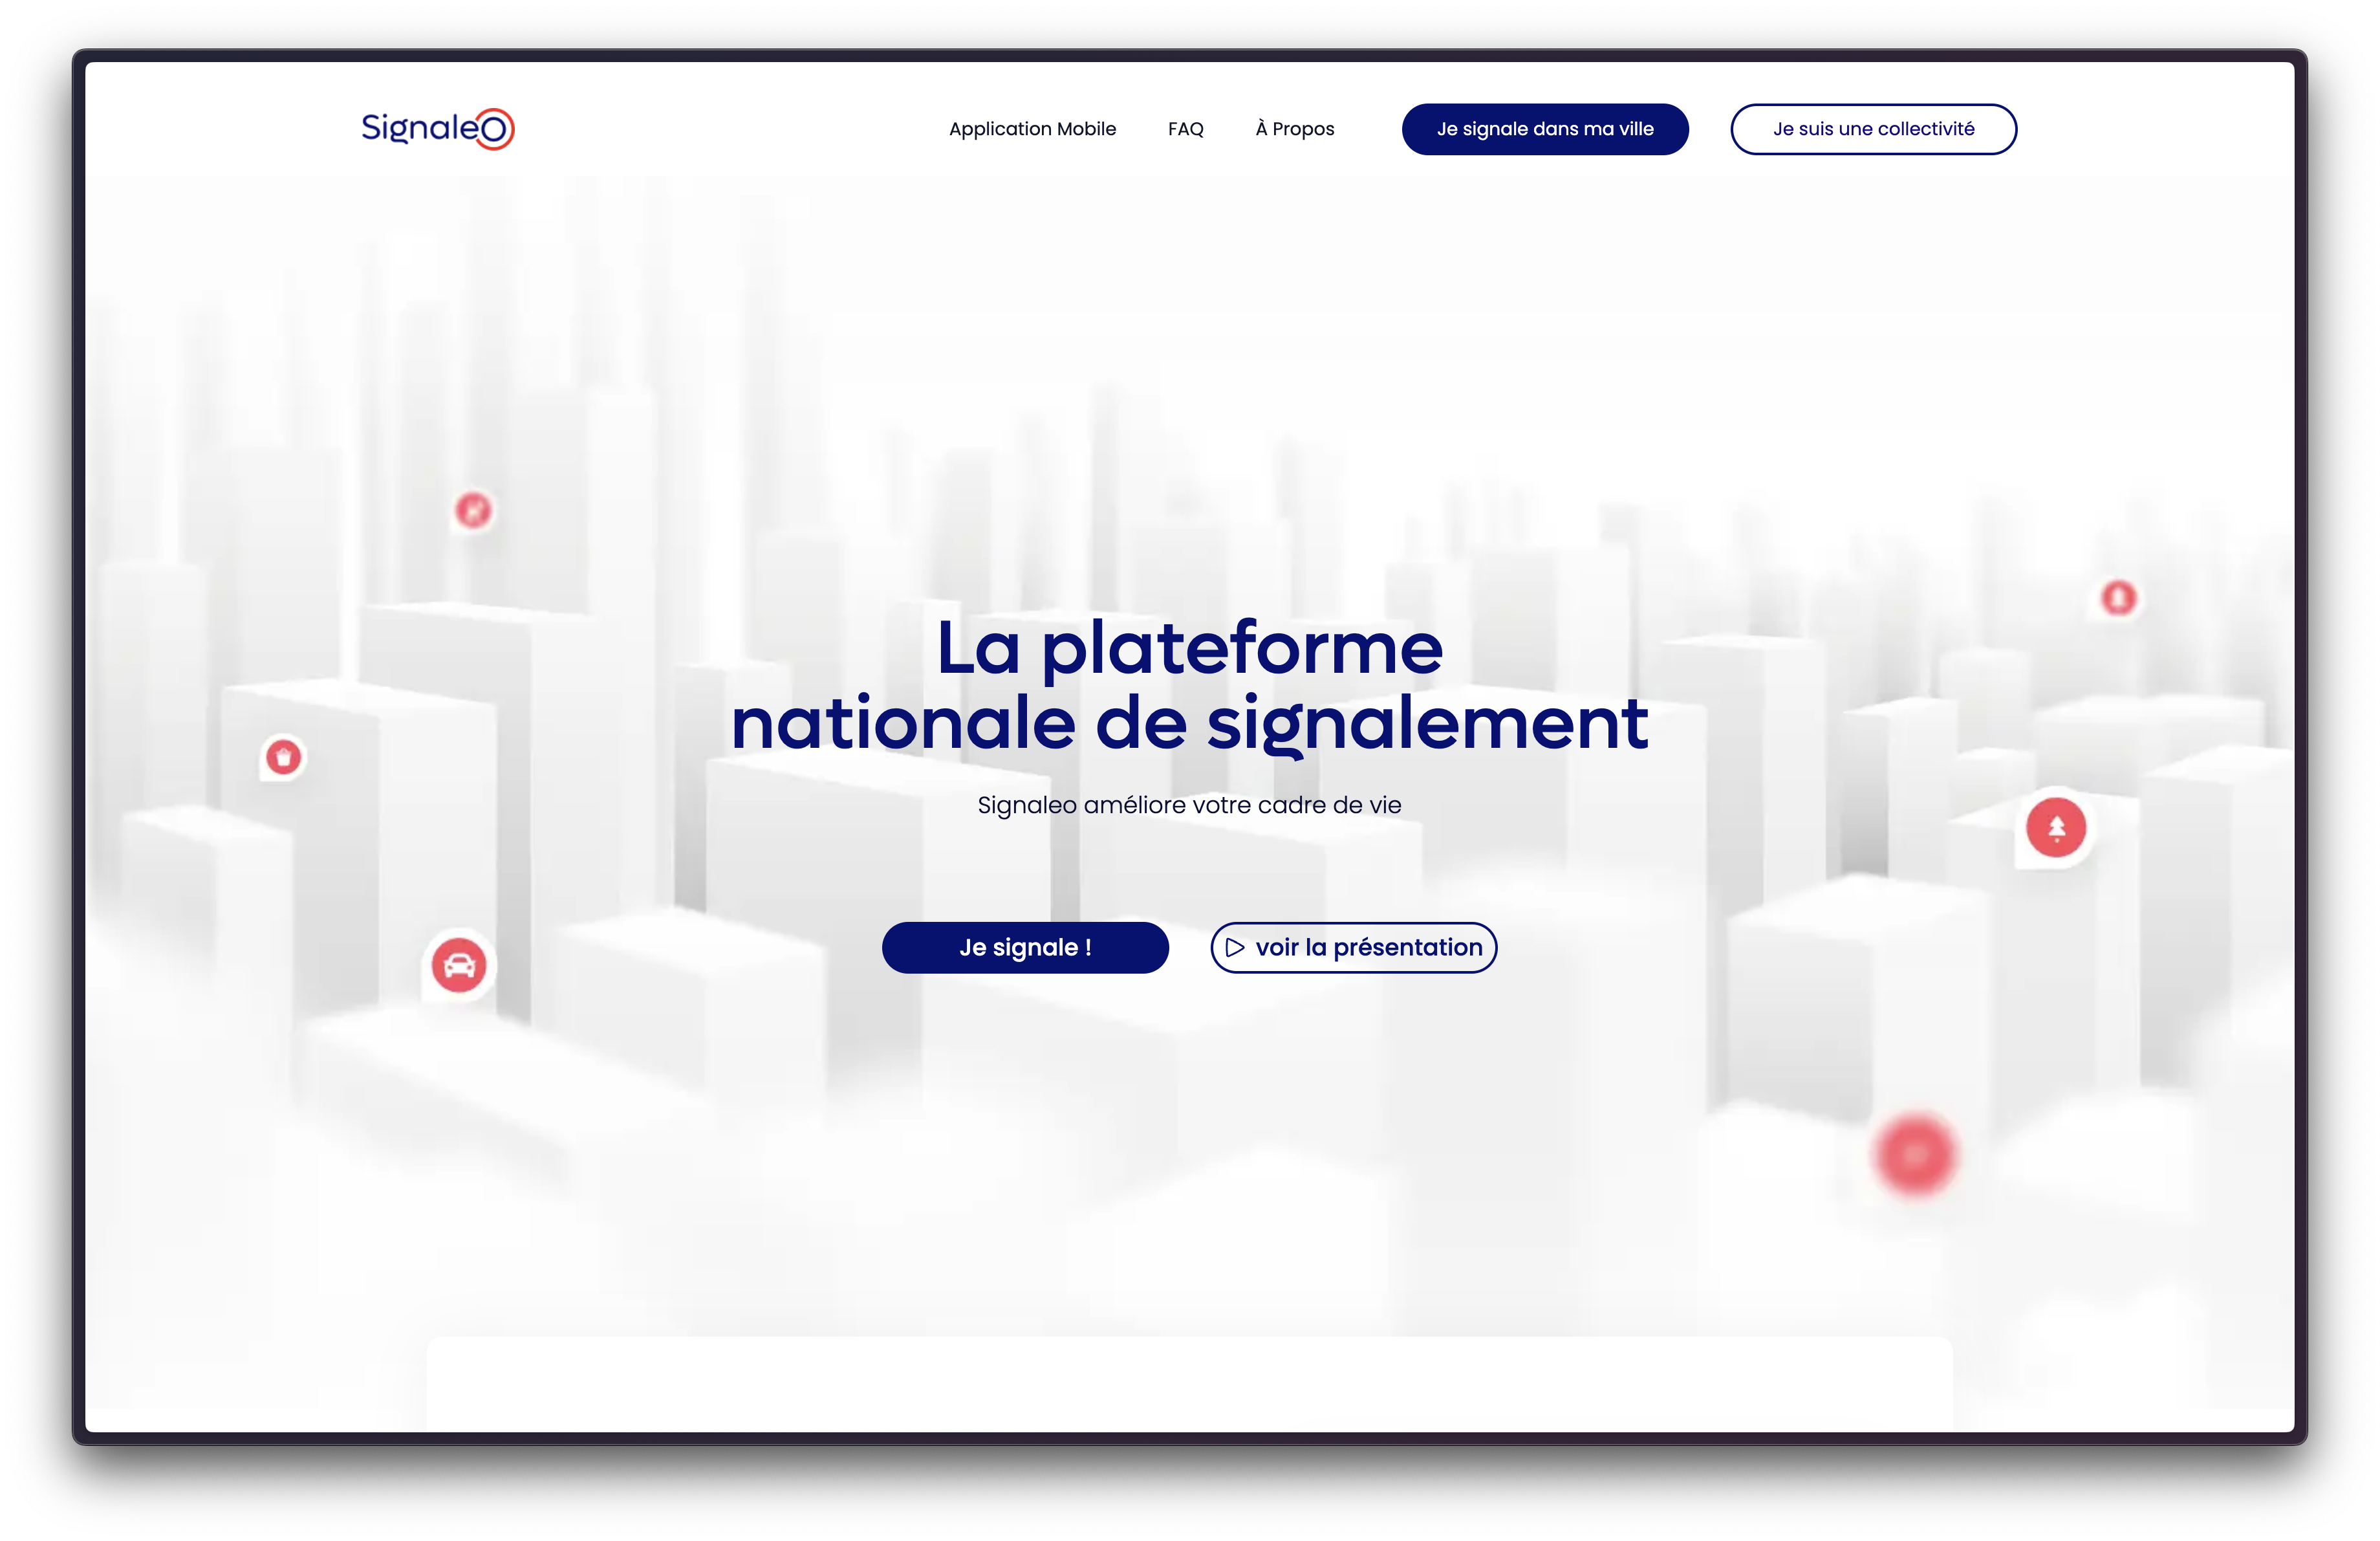 SignaleO
Application Mobile
FAQ
À Propos
Je signale dans ma ville
Je suis une collectivité
La plateforme
nationale de signalement
Signaleo améliore votre cadre de vie
Je signale !
voir la présentation